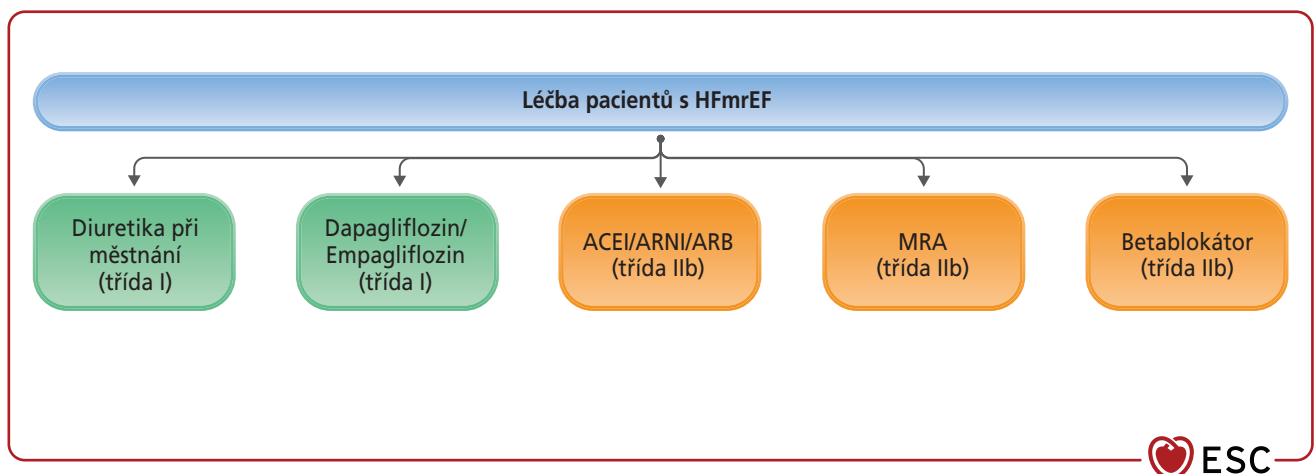 Léčba pacientů s HFmrEF
Diuretika při
městnání
(třída I)
Dapagliflozin/
Empagliflozin
(třída I)
ACEI/ARNI/ARB
(třída IIb)
MRA
(třída IIb)
Betablokátor
(třída IIb)
ESC